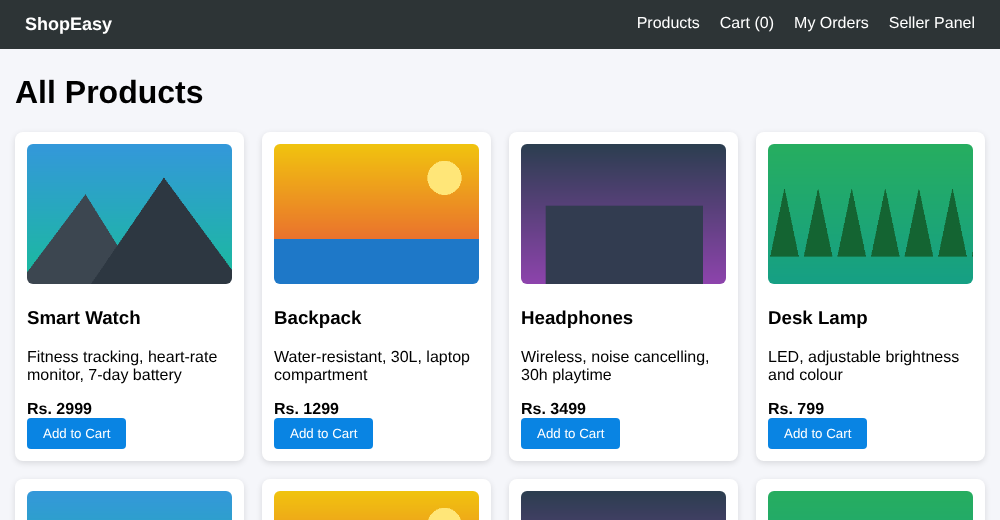 ShopEasy
Products Cart (0) My Orders Seller Panel
All Products
Smart Watch
Fitness tracking, heart-rate
monitor, 7-day battery
Rs. 2999
Add to Cart
Backpack
Water-resistant, 30L, laptop
compartment
Rs. 1299
Add to Cart
Headphones
Wireless, noise cancelling,
30h playtime
Rs. 3499
Add to Cart
Desk Lamp
LED, adjustable brightness
and colour
Rs. 799
Add to Cart